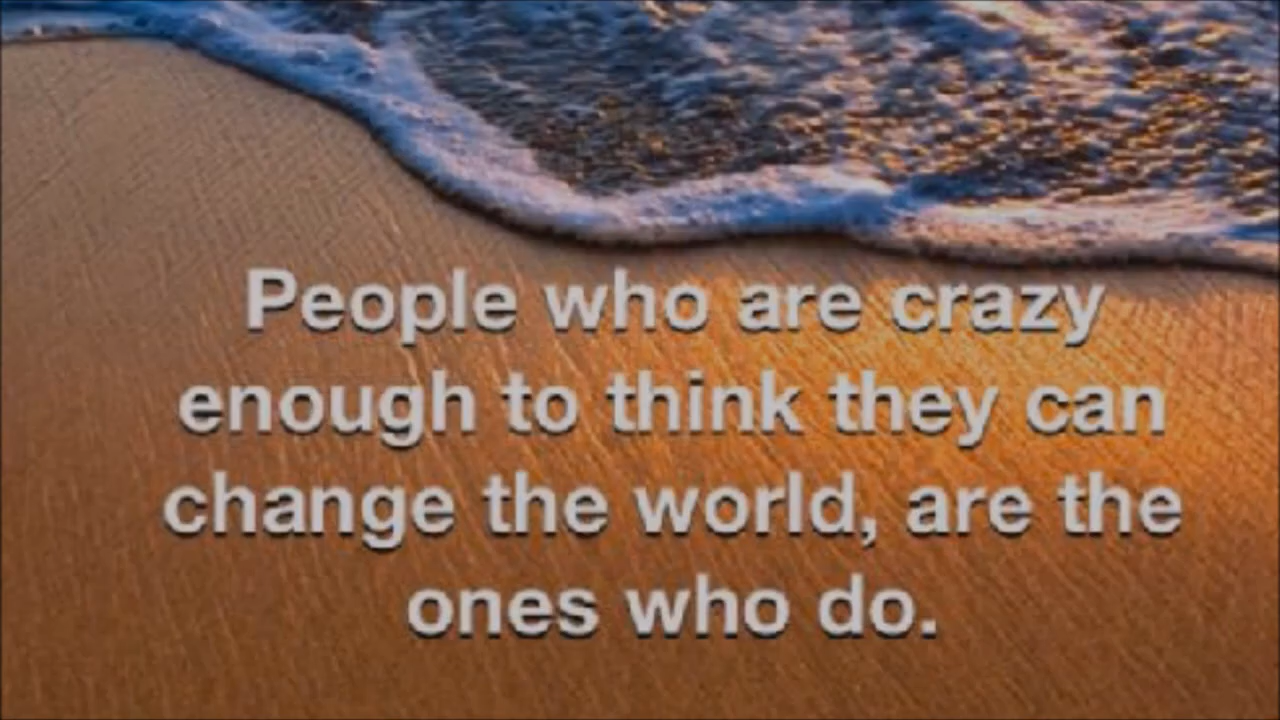 People who are crazy
enough to think they can
change the world, are the
ones who do.